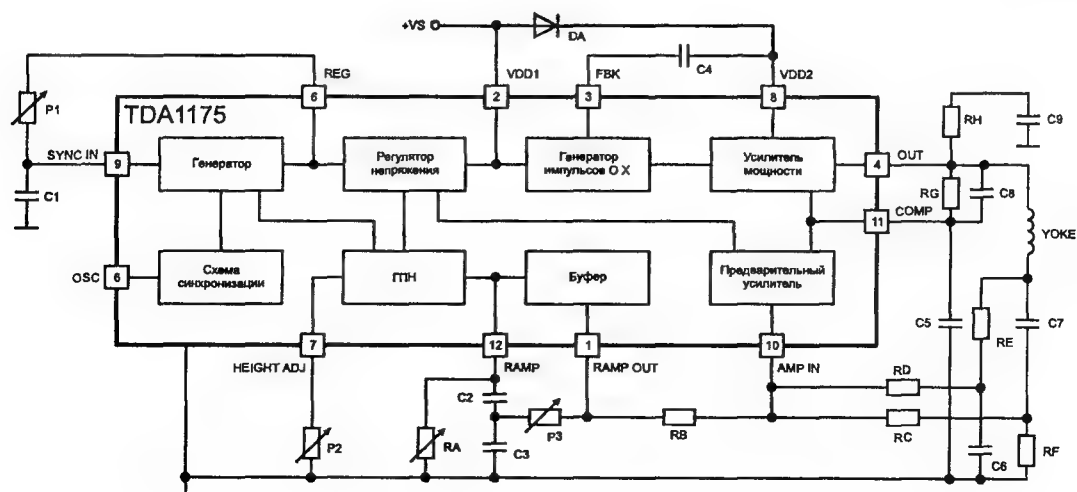 +VS
DA
C4
REG
VDD1
FBK
VDD2
6
2
3
8
P1
TDA1175
RH
C9
SYNC IN
9
Генератор
Регулятор
напряжения
Генератор
импульсов О Х
Усилитель
мощности
4
OUT
C1
RG
C8
11
COMP
YOKE
OSC
6
Схема
синхронизации
ГПН
Буфер
Предварительный
усилитель
C5
RE
C7
7
12
1
10
HEIGHT ADJ
RAMP
RAMP OUT
AMP IN
RD
C2
P2
RA
C3
P3
RB
RC
C6
RF